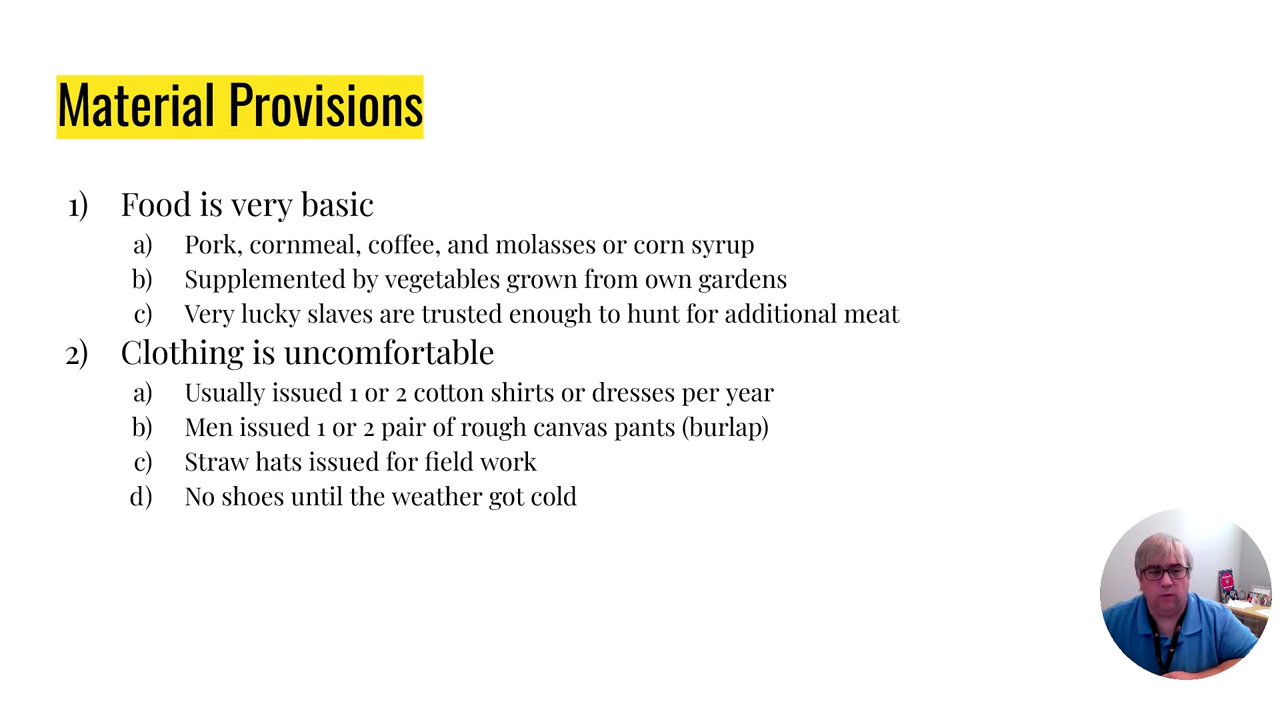 Material Provisions
1) Food is very basic
a) Pork, cornmeal, coffee, and molasses or corn syrup
b) Supplemented by vegetables grown from own gardens
c) Very lucky slaves are trusted enough to hunt for additional meat
2) Clothing is uncomfortable
a) Usually issued 1 or 2 cotton shirts or dresses per year
b) Men issued 1 or 2 pair of rough canvas pants (burlap)
c) Straw hats issued for field work
d) No shoes until the weather got cold